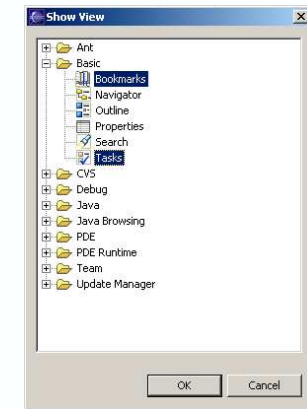 Show View
Ant
Basic
Bookmarks
Navigator
Outline
Properties
Search
Tasks
CVS
Debug
Java
Java Browsing
PDE
PDE Runtime
Team
Update Manager
OK Cancel